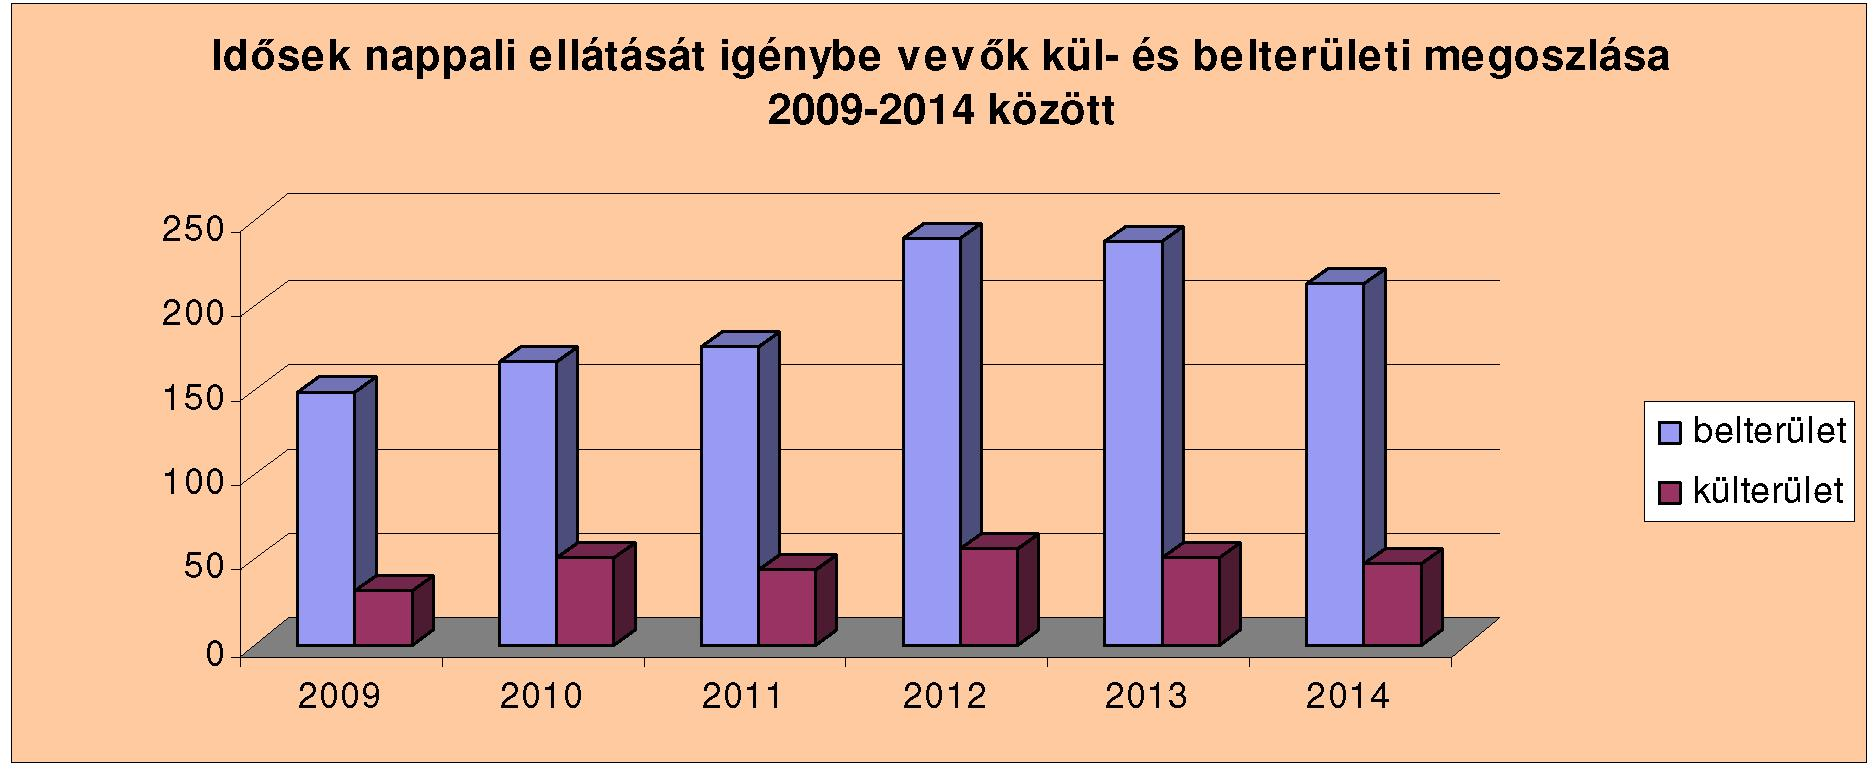 Idősek nappali ellátását igénybe vevők kül- és belterületi megoszlása
2009-2014 között
250
200
150
100
50
0
2009 2010 2011 2012 2013 2014
belterület
külterület